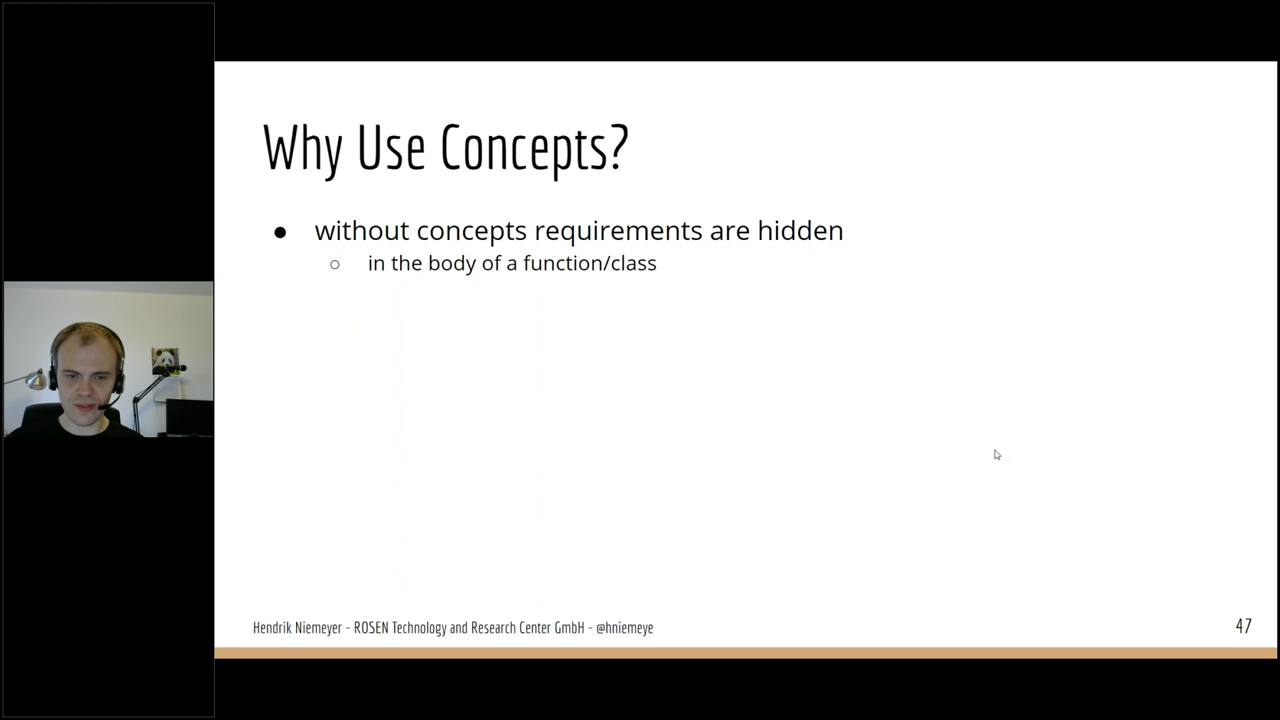 Why Use Concepts?
● without concepts requirements are hidden
○ in the body of a function/class
Hendrik Niemeyer - ROSEN Technology and Research Center GmbH - @hniemeye
47